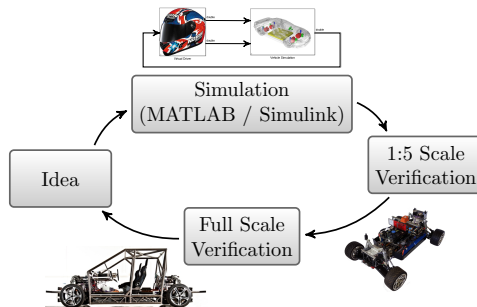 Simulation
(MATLAB / Simulink)
1:5 Scale
Verification
Idea
Full Scale
Verification